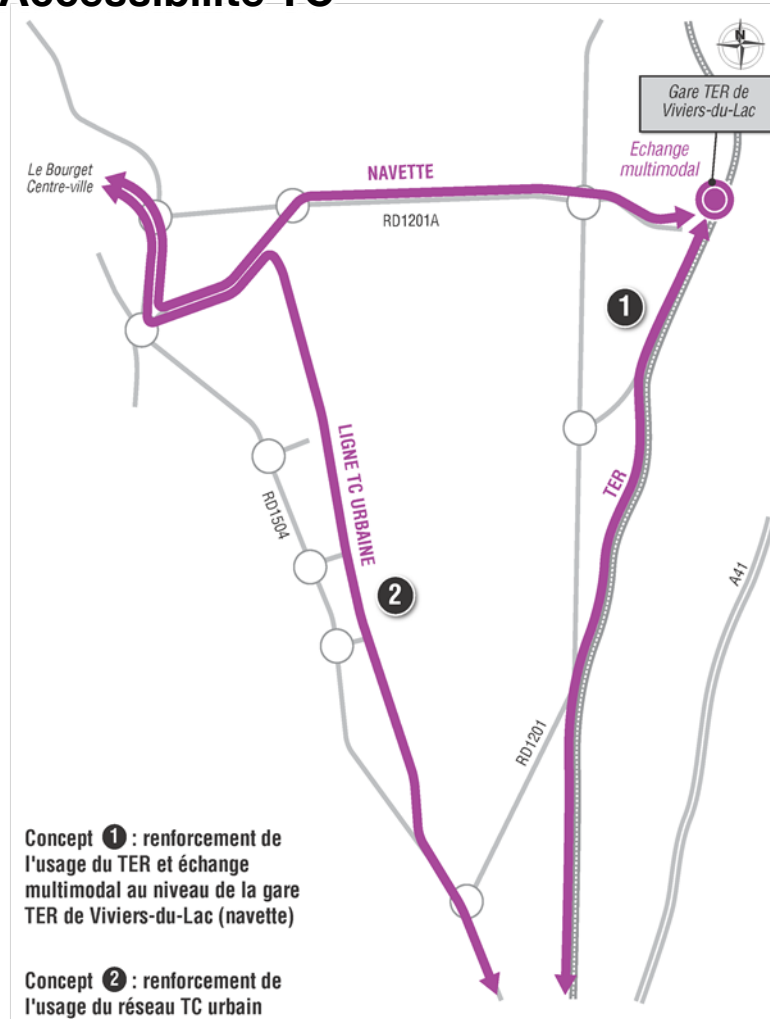 Accessibilité TC
N
Gare TER de
Viviers-du-Lac
Echange
multimodal
Le Bourget
Centre-ville
NAVETTE
RD1201A
1
LIGNE TC URBAINE
TER
RD1504
2
A41
RD1201
Concept 1 : renforcement de
l'usage du TER et échange
multimodal au niveau de la gare
TER de Viviers-du-Lac (navette)
Concept 2 : renforcement de
l'usage du réseau TC urbain